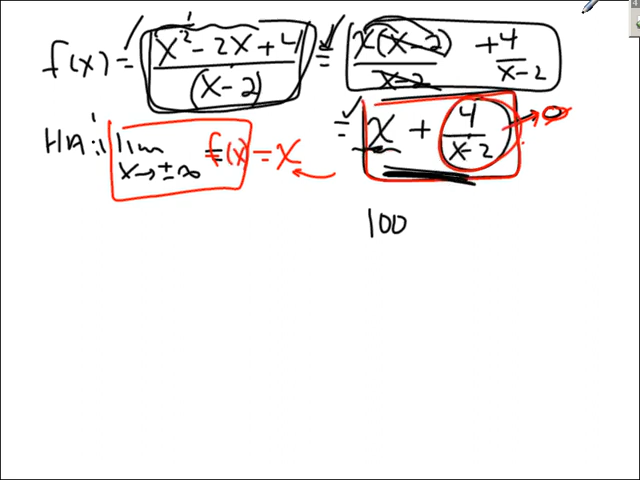 f(x) = (x² - 2x + 4)/(x - 2) = x(x - 2)/(x - 2) + 4/(x - 2)
= x + 4/(x - 2) → 0
HA: lim x→±∞ f(x) = x
100